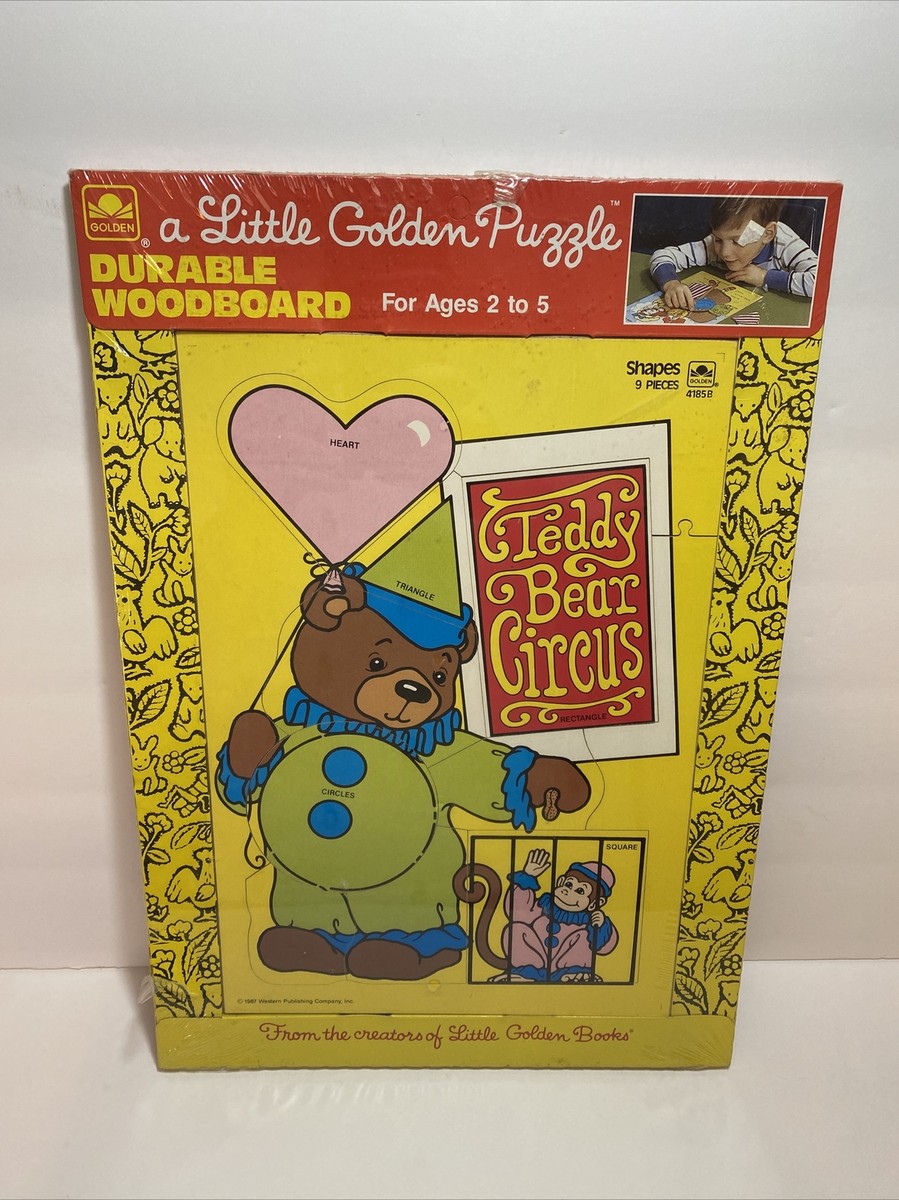 GOLDEN®
a Little Golden Puzzle™
DURABLE
WOODBOARD
For Ages 2 to 5
Shapes
9 PIECES
GOLDEN®
4185B
HEART
TRIANGLE
Teddy
Bear
Circus
RECTANGLE
CIRCLES
SQUARE
© 1987 Western Publishing Company, Inc.
From the creators of Little Golden Books®